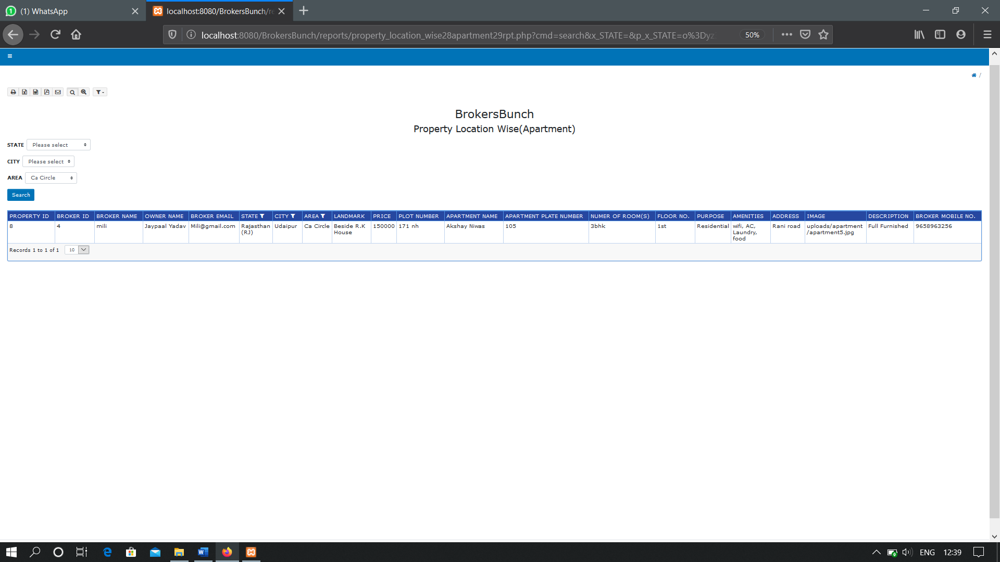 (1) WhatsApp
localhost:8080/BrokersBunch/re
localhost:8080/BrokersBunch/reports/property_location_wise28apartment29rpt.php?cmd=search&x_STATE=&p_x_STATE=o%3Dyz
50%
/
BrokersBunch
Property Location Wise(Apartment)
STATE Please select
CITY Please select
AREA Ca Circle
Search
PROPERTY ID BROKER ID BROKER NAME OWNER NAME BROKER EMAIL STATE CITY AREA LANDMARK PRICE PLOT NUMBER APARTMENT NAME APARTMENT PLATE NUMBER NUMER OF ROOM(S) FLOOR NO. PURPOSE AMENITIES ADDRESS IMAGE DESCRIPTION BROKER MOBILE NO.
8 4 mili Jaypaal Yadav Mili@gmail.com Rajasthan Udaipur Ca Circle Beside R.K 150000 171 nh Akshay Niwas 105 3bhk 1st Residential wifi, AC, Rani road uploads/apartment Full Furnished 9658963256
(RJ) House Laundry, /apartment5.jpg
food
Records 1 to 1 of 1 10
ENG 12:39